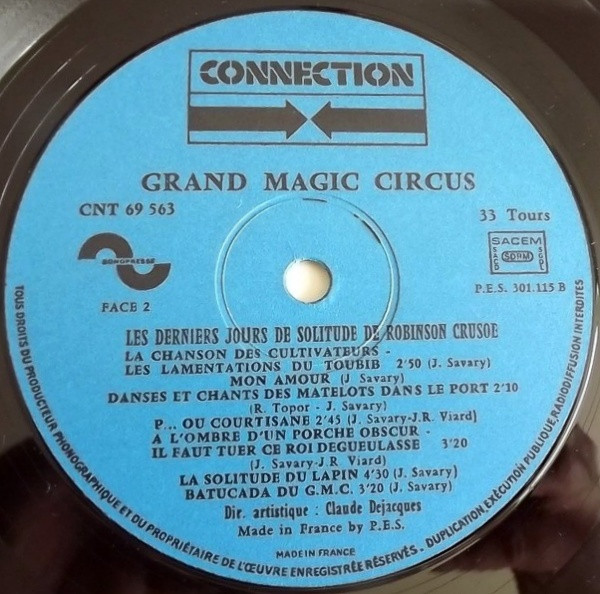 CONNECTION
GRAND MAGIC CIRCUS
CNT 69 563
33 Tours
SONOPRESSE
SACEM
SACD SDRM SGDL
FACE 2
P.E.S. 301.115 B
LES DERNIERS JOURS DE SOLITUDE DE ROBINSON CRUSOE
LA CHANSON DES CULTIVATEURS -
LES LAMENTATIONS DU TOUBIB 2'50 (J. Savary)
MON AMOUR (J. Savary)
DANSES ET CHANTS DES MATELOTS DANS LE PORT 2'10
(R. Topor - J. Savary)
P... OU COURTISANE 2'45 (J. Savary-J.R. Viard)
A L'OMBRE D'UN PORCHE OBSCUR -
IL FAUT TUER CE ROI DEGUEULASSE 3'20
(J. Savary-J.R. Viard)
LA SOLITUDE DU LAPIN 4'30 (J. Savary)
BATUCADA DU G.M.C. 3'20 (J. Savary)
Dir. artistique : Claude Dejacques
Made in France by P.E.S.
MADE IN FRANCE
TOUS DROITS DU PRODUCTEUR PHONOGRAPHIQUE ET DU PROPRIÉTAIRE DE L'ŒUVRE ENREGISTRÉE RÉSERVÉS - DUPLICATION, EXÉCUTION PUBLIQUE, RADIODIFFUSION INTERDITES